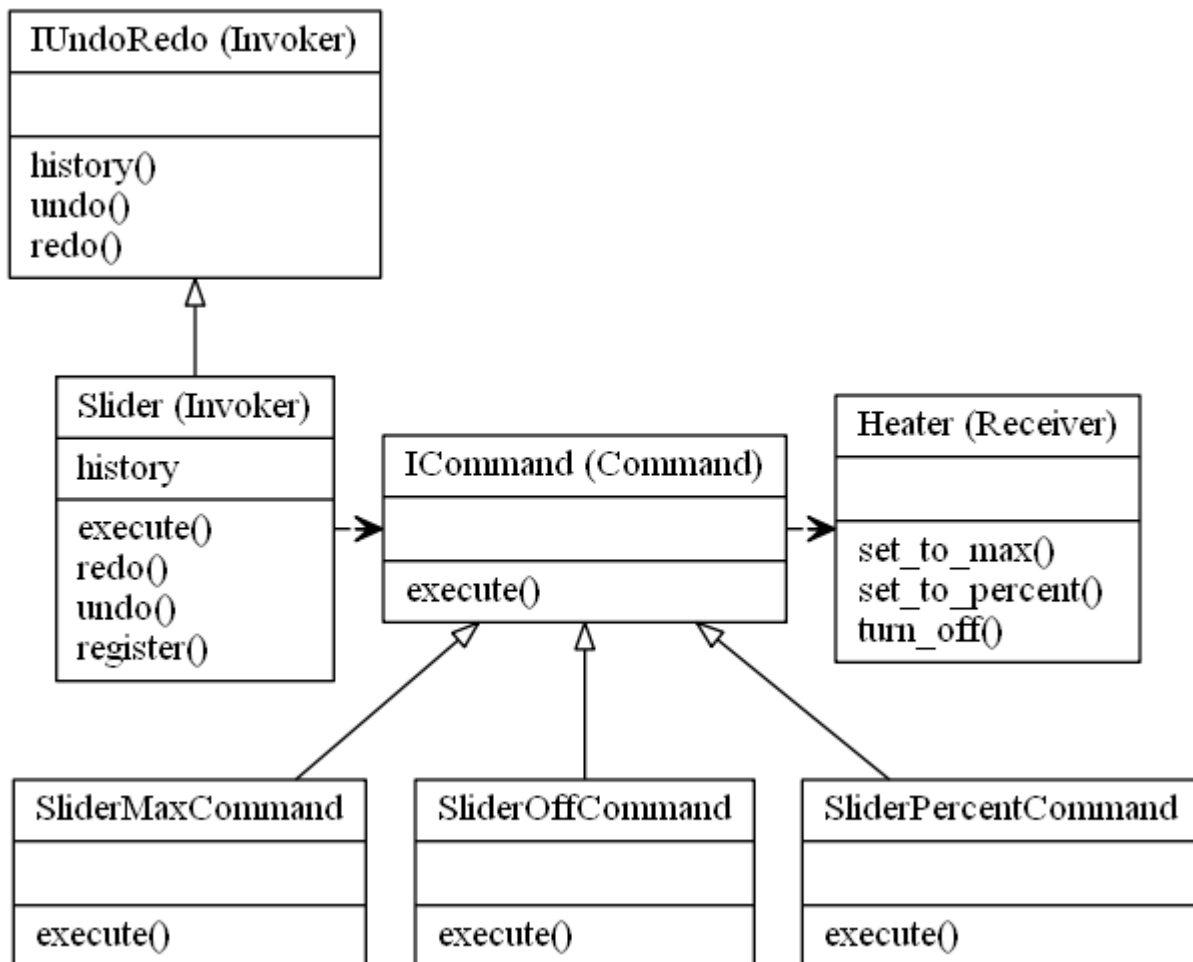 IUndoRedo (Invoker)
history()
undo()
redo()
Slider (Invoker)
history
execute()
redo()
undo()
register()
ICommand (Command)
execute()
Heater (Receiver)
set_to_max()
set_to_percent()
turn_off()
SliderMaxCommand
execute()
SliderOffCommand
execute()
SliderPercentCommand
execute()